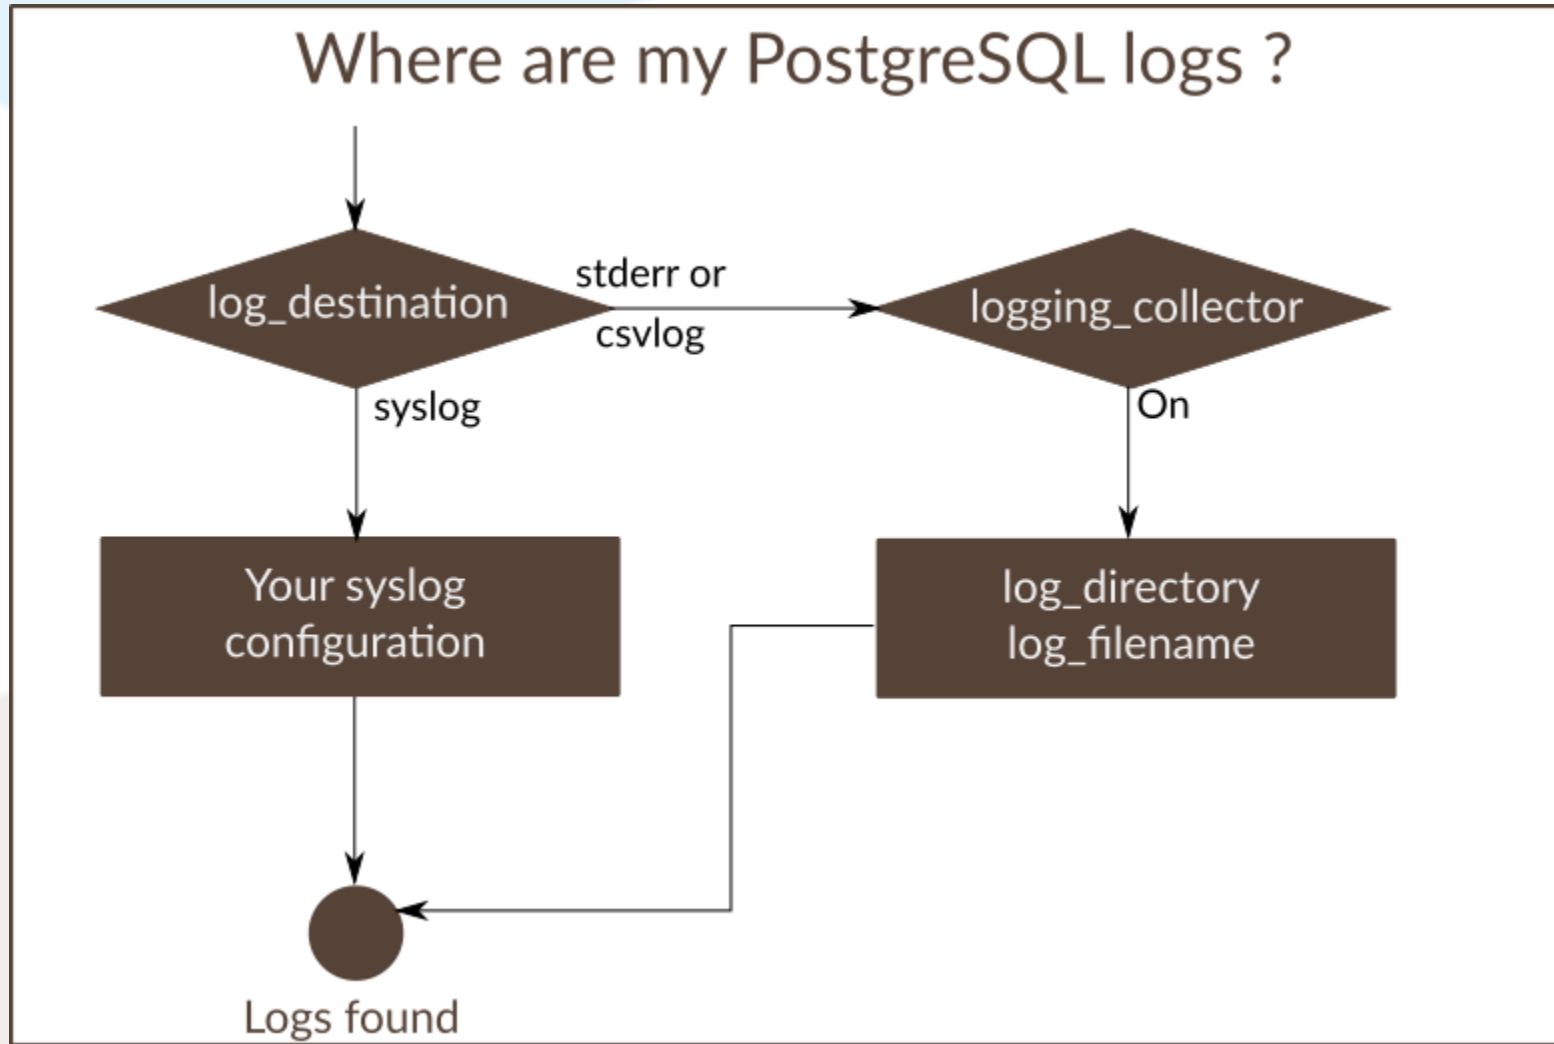 Where are my PostgreSQL logs ?
log_destination
stderr or
csvlog
logging_collector
syslog
On
Your syslog
configuration
log_directory
log_filename
Logs found